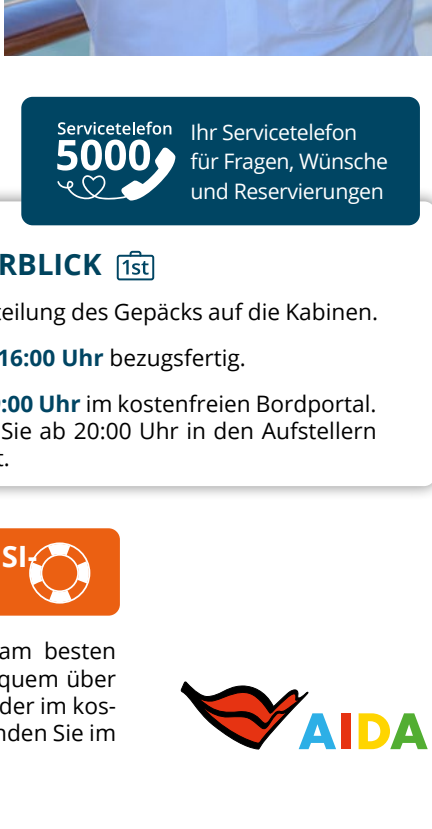 Servicetelefon
5000
Ihr Servicetelefon
für Fragen, Wünsche
und Reservierungen
RBLICK 1st
eilung des Gepäcks auf die Kabinen.
16:00 Uhr bezugsfertig.
:00 Uhr im kostenfreien Bordportal.
Sie ab 20:00 Uhr in den Aufstellern
t.
SI-
am besten
quem über
der im kos-
nden Sie im
AIDA